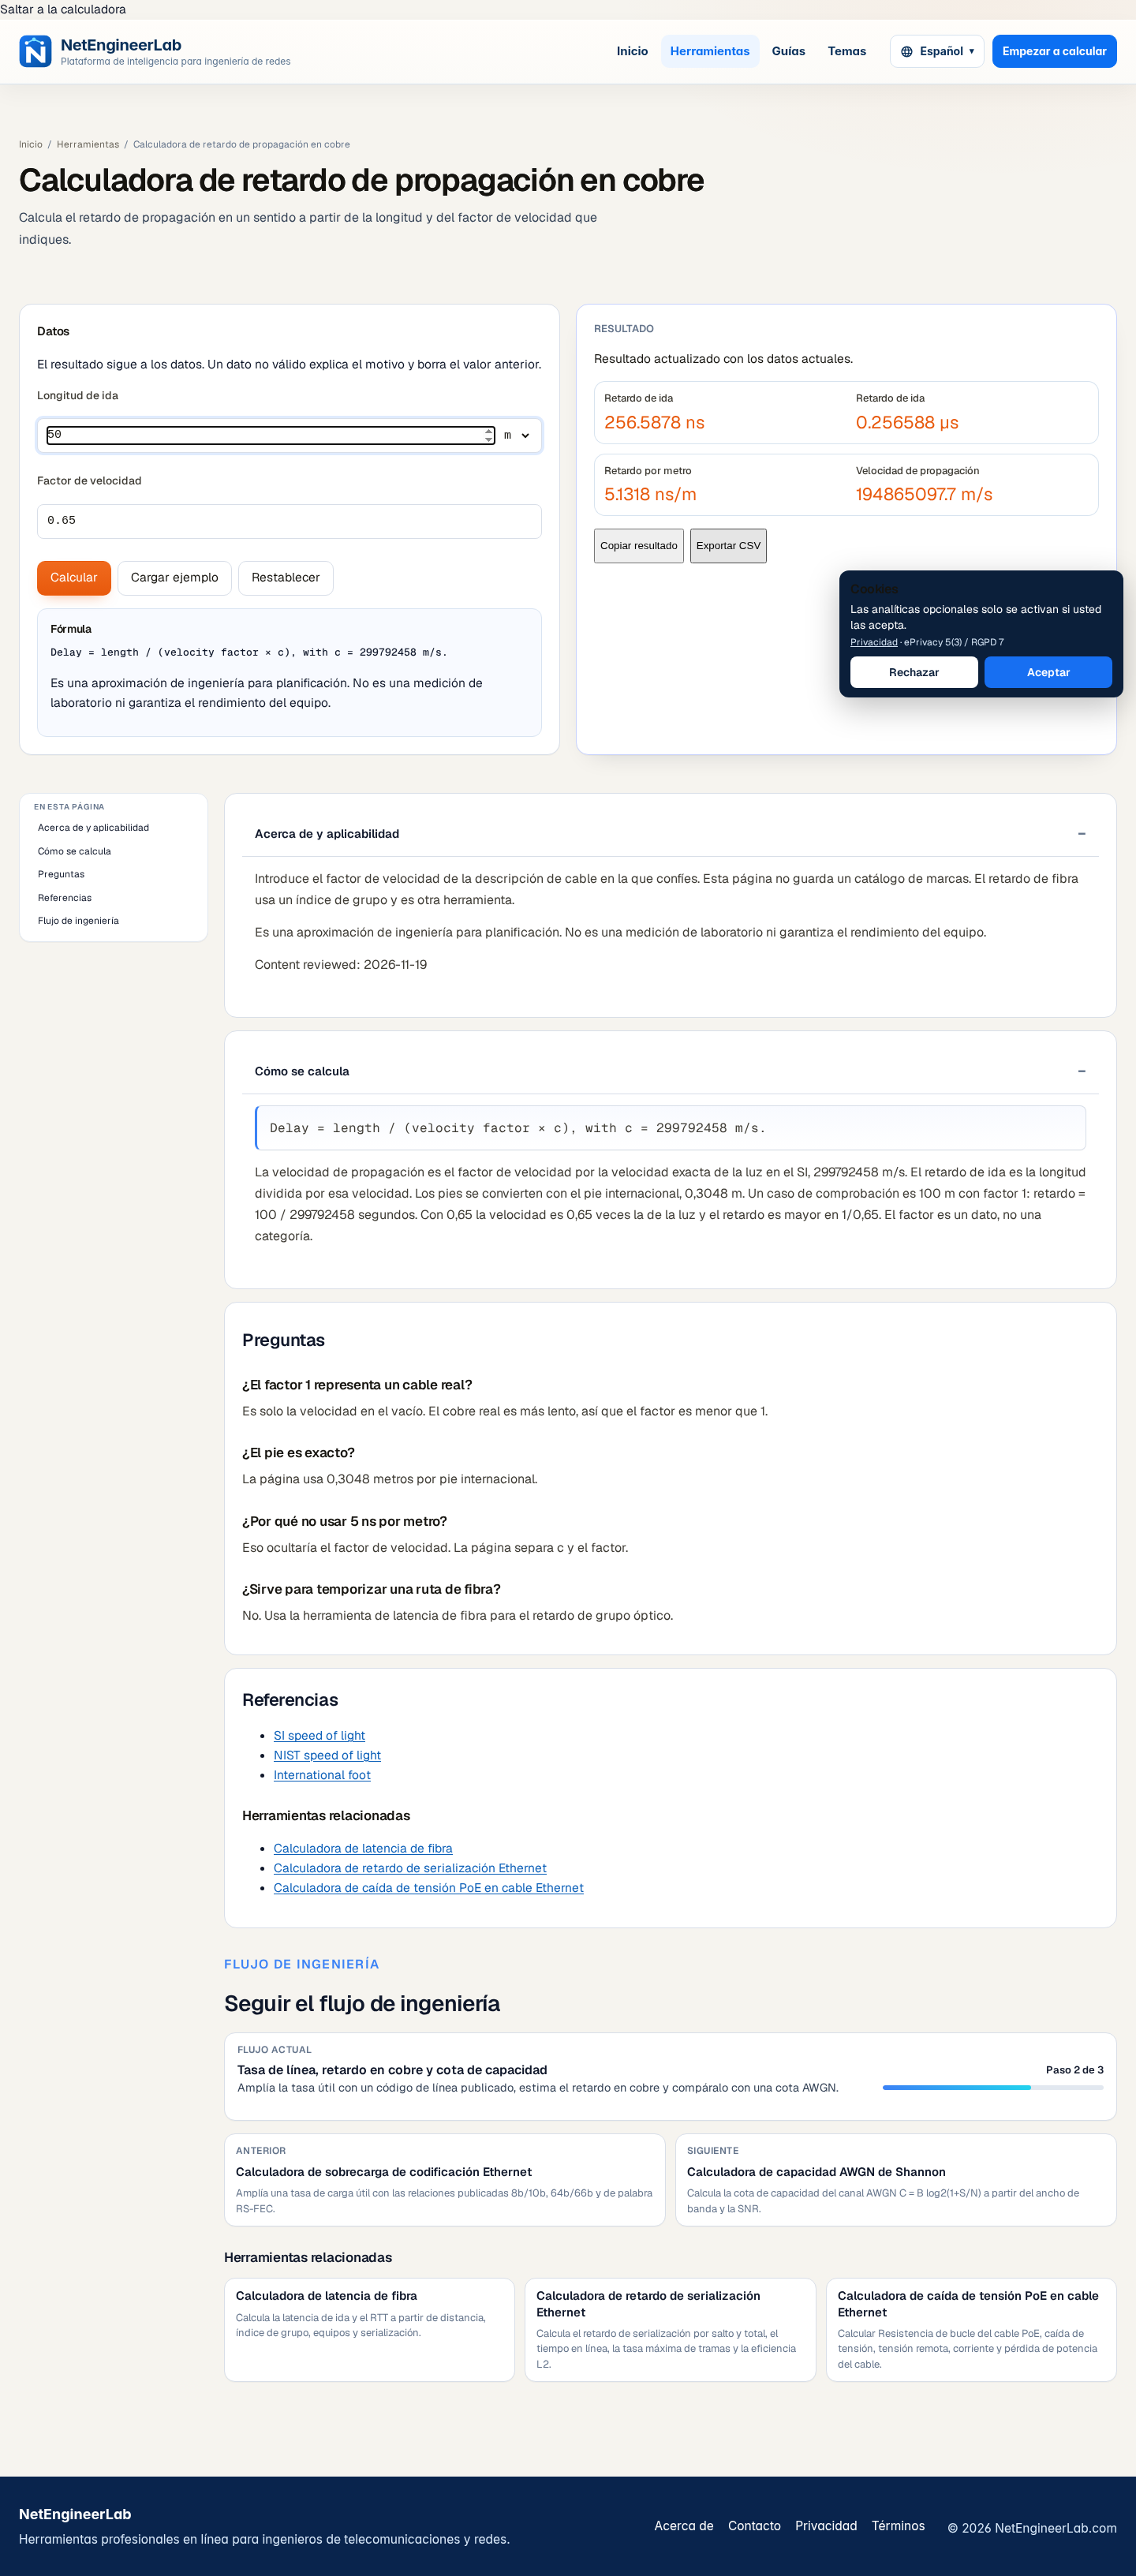 Saltar a la calculadora
NetEngineerLab
Plataforma de inteligencia para ingeniería de redes
Inicio
Herramientas
Guías
Temas
Español ▾
Empezar a calcular
Inicio / Herramientas / Calculadora de retardo de propagación en cobre
Calculadora de retardo de propagación en cobre
Calcula el retardo de propagación en un sentido a partir de la longitud y del factor de velocidad que
indiques.
Datos
El resultado sigue a los datos. Un dato no válido explica el motivo y borra el valor anterior.
Longitud de ida
50
m
Factor de velocidad
0.65
Calcular
Cargar ejemplo
Restablecer
Fórmula
Delay = length / (velocity factor × c), with c = 299792458 m/s.
Es una aproximación de ingeniería para planificación. No es una medición de
laboratorio ni garantiza el rendimiento del equipo.
RESULTADO
Resultado actualizado con los datos actuales.
Retardo de ida
256.5878 ns
Retardo de ida
0.256588 µs
Retardo por metro
5.1318 ns/m
Velocidad de propagación
194865097.7 m/s
Copiar resultado
Exportar CSV
Cookies
Las analíticas opcionales solo se activan si usted
las acepta.
Privacidad · ePrivacy 5(3) / RGPD 7
Rechazar
Aceptar
EN ESTA PÁGINA
Acerca de y aplicabilidad
Cómo se calcula
Preguntas
Referencias
Flujo de ingeniería
Acerca de y aplicabilidad
−
Introduce el factor de velocidad de la descripción de cable en la que confíes. Esta página no guarda un catálogo de marcas. El retardo de fibra
usa un índice de grupo y es otra herramienta.
Es una aproximación de ingeniería para planificación. No es una medición de laboratorio ni garantiza el rendimiento del equipo.
Content reviewed: 2026-11-19
Cómo se calcula
−
Delay = length / (velocity factor × c), with c = 299792458 m/s.
La velocidad de propagación es el factor de velocidad por la velocidad exacta de la luz en el SI, 299792458 m/s. El retardo de ida es la longitud
dividida por esa velocidad. Los pies se convierten con el pie internacional, 0,3048 m. Un caso de comprobación es 100 m con factor 1: retardo =
100 / 299792458 segundos. Con 0,65 la velocidad es 0,65 veces la de la luz y el retardo es mayor en 1/0,65. El factor es un dato, no una
categoría.
Preguntas
¿El factor 1 representa un cable real?
Es solo la velocidad en el vacío. El cobre real es más lento, así que el factor es menor que 1.
¿El pie es exacto?
La página usa 0,3048 metros por pie internacional.
¿Por qué no usar 5 ns por metro?
Eso ocultaría el factor de velocidad. La página separa c y el factor.
¿Sirve para temporizar una ruta de fibra?
No. Usa la herramienta de latencia de fibra para el retardo de grupo óptico.
Referencias
SI speed of light
NIST speed of light
International foot
Herramientas relacionadas
Calculadora de latencia de fibra
Calculadora de retardo de serialización Ethernet
Calculadora de caída de tensión PoE en cable Ethernet
FLUJO DE INGENIERÍA
Seguir el flujo de ingeniería
FLUJO ACTUAL
Tasa de línea, retardo en cobre y cota de capacidad
Amplía la tasa útil con un código de línea publicado, estima el retardo en cobre y compáralo con una cota AWGN.
Paso 2 de 3
ANTERIOR
Calculadora de sobrecarga de codificación Ethernet
Amplía una tasa de carga útil con las relaciones publicadas 8b/10b, 64b/66b y de palabra
RS-FEC.
SIGUIENTE
Calculadora de capacidad AWGN de Shannon
Calcula la cota de capacidad del canal AWGN C = B log2(1+S/N) a partir del ancho de
banda y la SNR.
Herramientas relacionadas
Calculadora de latencia de fibra
Calcula la latencia de ida y el RTT a partir de distancia,
índice de grupo, equipos y serialización.
Calculadora de retardo de serialización
Ethernet
Calcula el retardo de serialización por salto y total, el
tiempo en línea, la tasa máxima de tramas y la eficiencia
L2.
Calculadora de caída de tensión PoE en cable
Ethernet
Calcular Resistencia de bucle del cable PoE, caída de
tensión, tensión remota, corriente y pérdida de potencia
del cable.
NetEngineerLab
Herramientas profesionales en línea para ingenieros de telecomunicaciones y redes.
Acerca de
Contacto
Privacidad
Términos
© 2026 NetEngineerLab.com